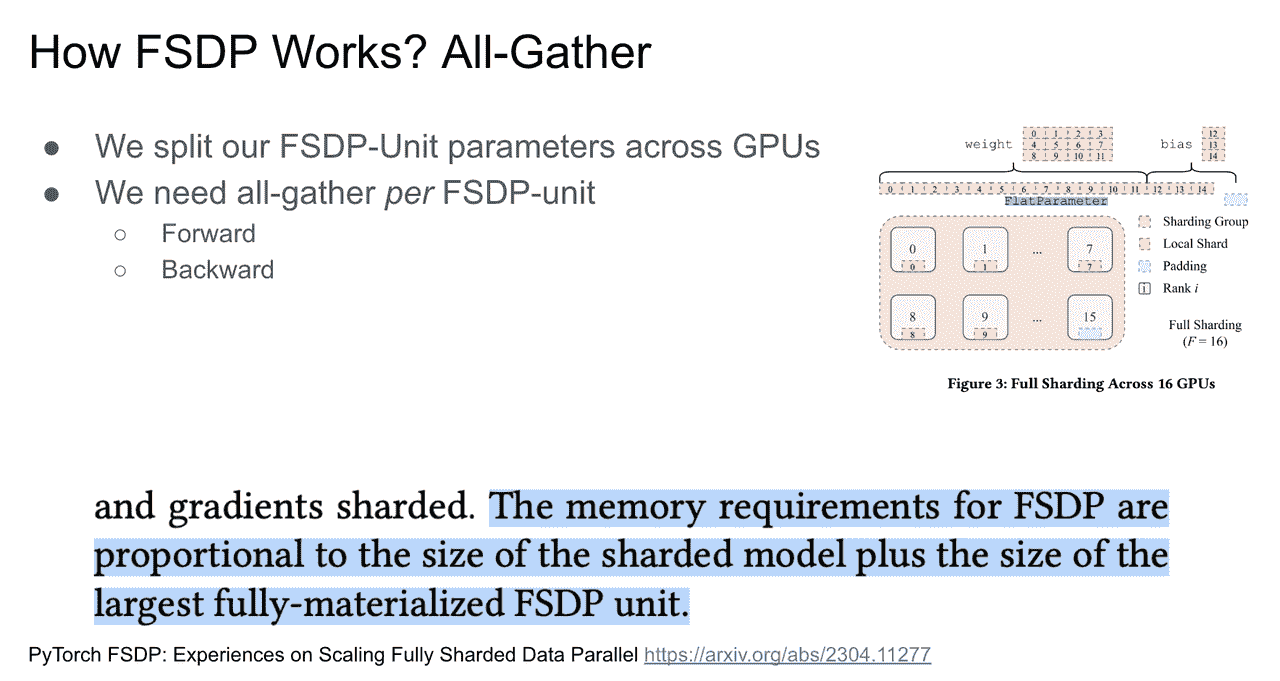 How FSDP Works? All-Gather
● We split our FSDP-Unit parameters across GPUs
● We need all-gather per FSDP-unit
○ Forward
○ Backward
weight
0 1 2 3
4 5 6 7
8 9 10 11
bias
12
13
14
0 1 2 3 4 5 6 7 8 9 10 11 12 13 14
FlatParameter
0 1 ... 7
0 1 7
8 9 ... 15
8 9
Sharding Group
Local Shard
Padding
i Rank i
Full Sharding
(F = 16)
Figure 3: Full Sharding Across 16 GPUs
and gradients sharded. The memory requirements for FSDP are
proportional to the size of the sharded model plus the size of the
largest fully-materialized FSDP unit.
PyTorch FSDP: Experiences on Scaling Fully Sharded Data Parallel https://arxiv.org/abs/2304.11277